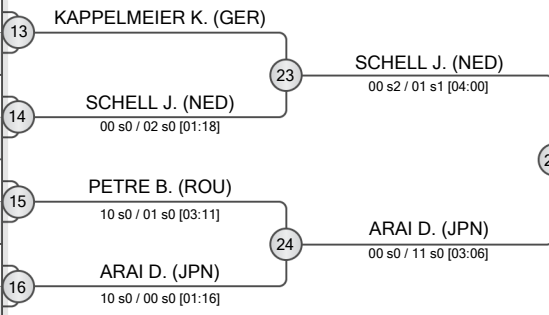 KAPPELMEIER K. (GER)
13
23
SCHELL J. (NED)
00 s2 / 01 s1 [04:00]
SCHELL J. (NED)
14
00 s0 / 02 s0 [01:18]
PETRE B. (ROU)
15
10 s0 / 01 s0 [03:11]
24
ARAI D. (JPN)
00 s0 / 11 s0 [03:06]
ARAI D. (JPN)
16
10 s0 / 00 s0 [01:16]